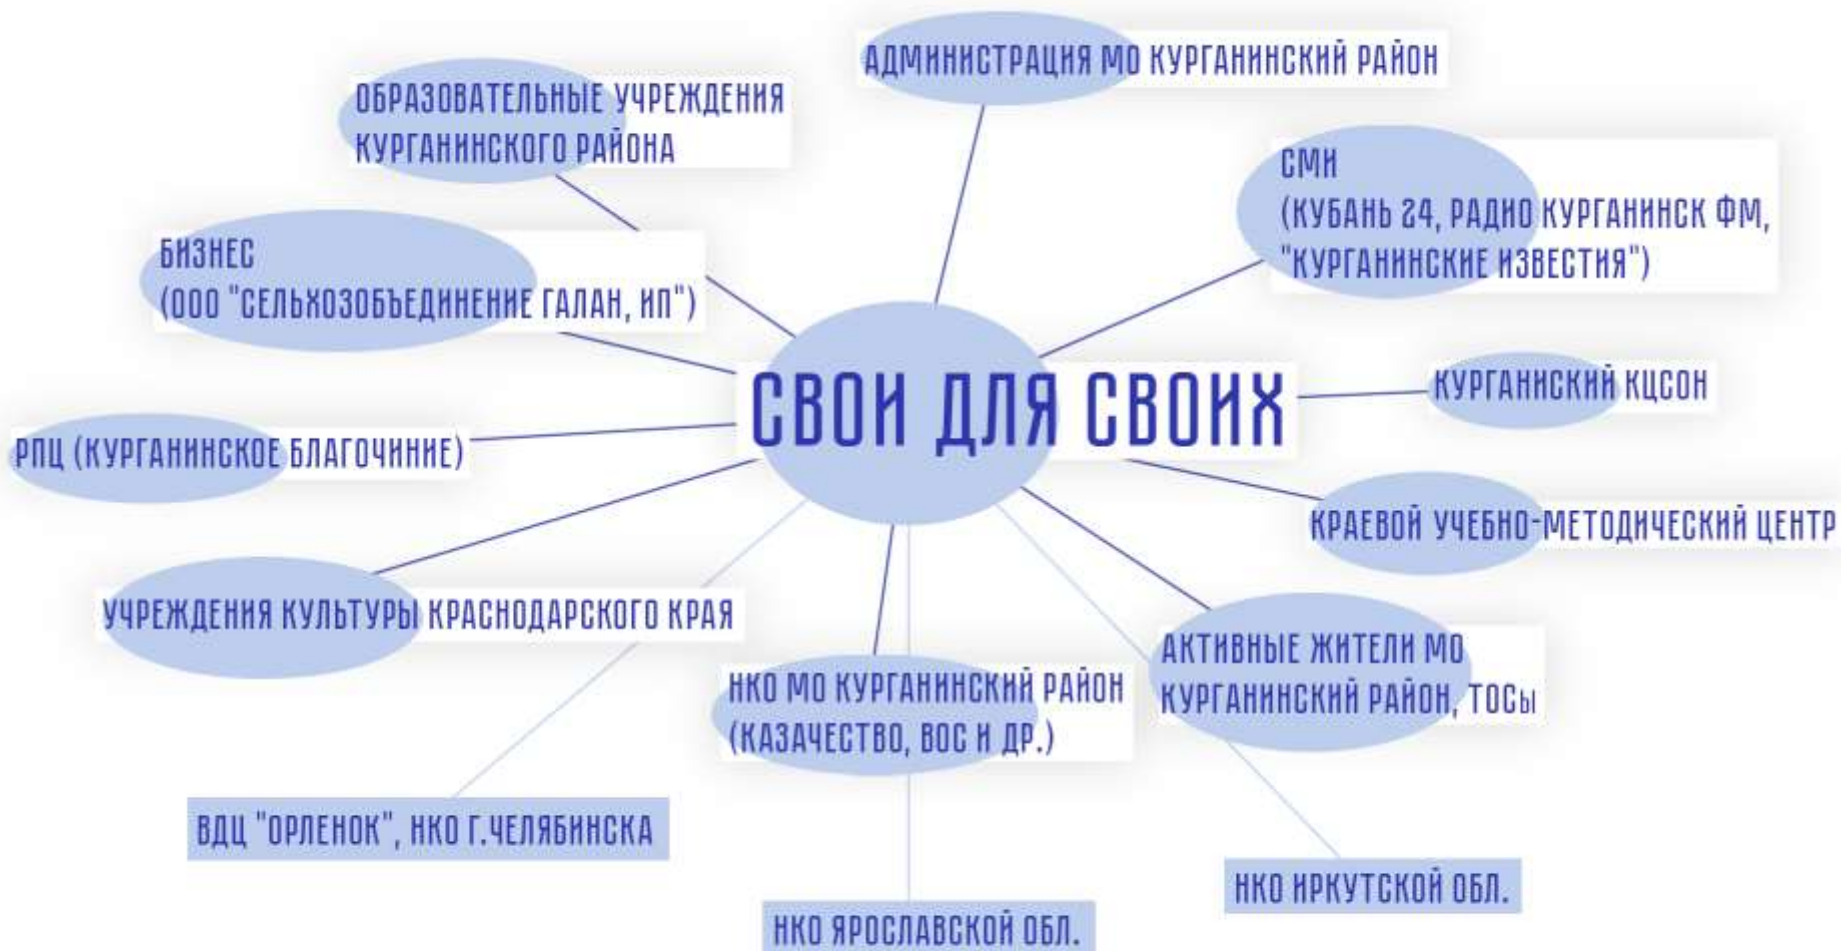 АДМИНИСТРАЦИЯ МО КУРГАНИНСКИЙ РАЙОН
ОБРАЗОВАТЕЛЬНЫЕ УЧРЕЖДЕНИЯ
КУРГАНИНСКОГО РАЙОНА
СМИ
(КУБАНЬ 24, РАДИО КУРГАНИНСК ФМ,
"КУРГАНИНСКИЕ ИЗВЕСТИЯ")
БИЗНЕС
(ООО "СЕЛЬХОЗОБЪЕДИНЕНИЕ ГАЛАН, ИП")
СВОИ ДЛЯ СВОИХ
КУРГАНИСКИЙ КЦСОН
РПЦ (КУРГАНИНСКОЕ БЛАГОЧИНИЕ)
КРАЕВОЙ УЧЕБНО-МЕТОДИЧЕСКИЙ ЦЕНТР
УЧРЕЖДЕНИЯ КУЛЬТУРЫ КРАСНОДАРСКОГО КРАЯ
АКТИВНЫЕ ЖИТЕЛИ МО
КУРГАНИНСКИЙ РАЙОН, ТОСы
НКО МО КУРГАНИНСКИЙ РАЙОН
(КАЗАЧЕСТВО, ВОС И ДР.)
ВДЦ "ОРЛЕНОК", НКО Г.ЧЕЛЯБИНСКА
НКО ИРКУТСКОЙ ОБЛ.
НКО ЯРОСЛАВСКОЙ ОБЛ.